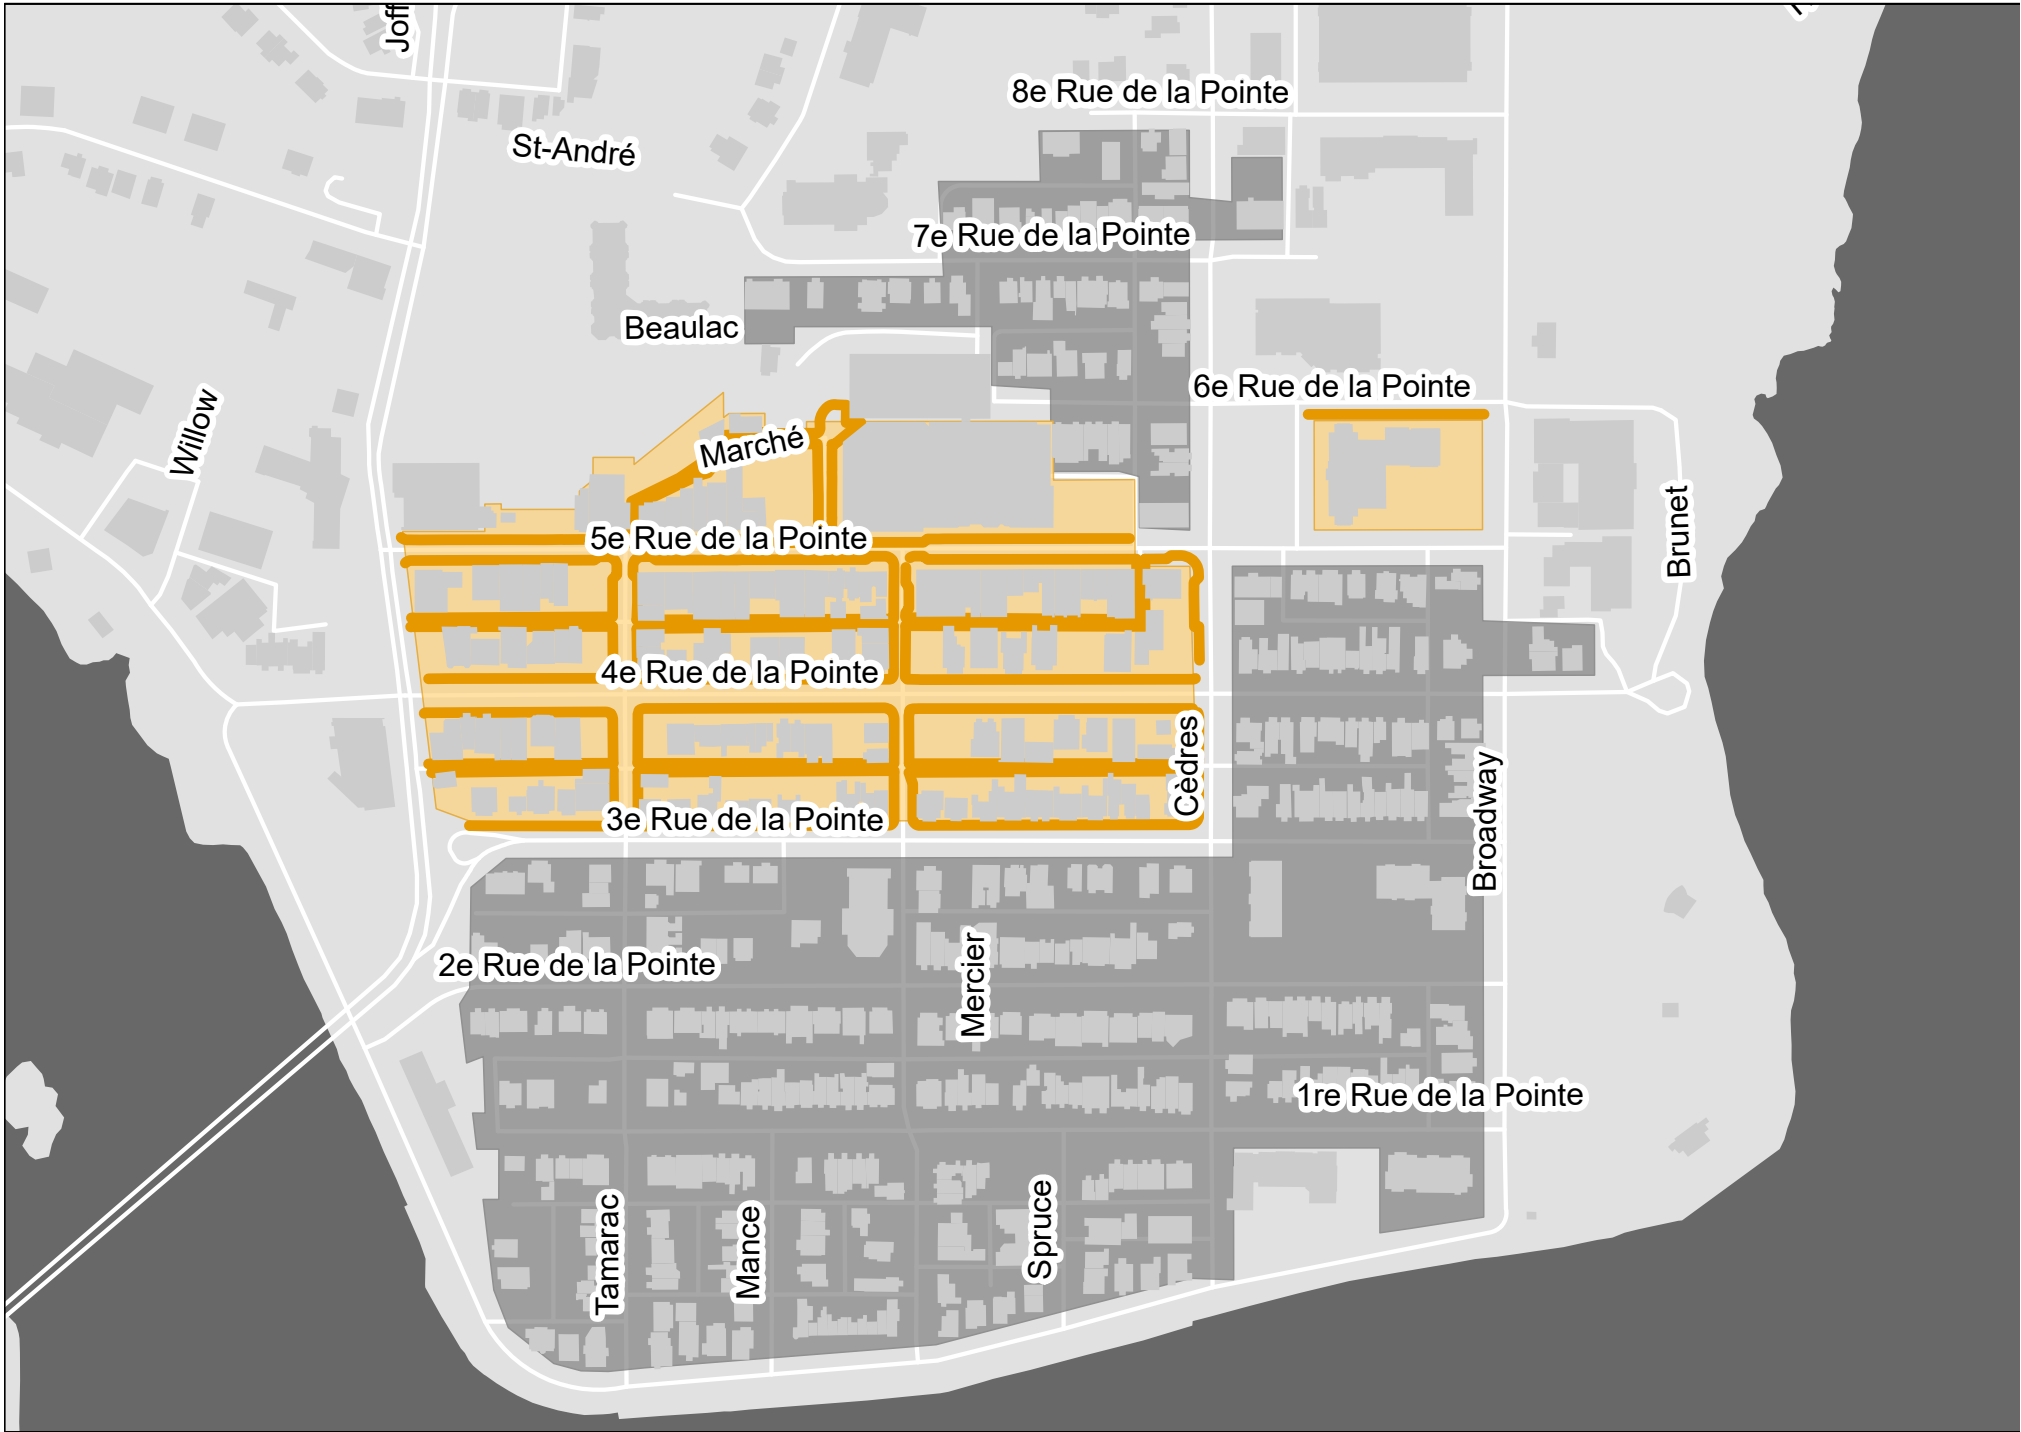 8e Rue de la Pointe
St-André
7e Rue de la Pointe
Beaulac
6e Rue de la Pointe
Willow
Marché
5e Rue de la Pointe
Brunet
4e Rue de la Pointe
Cèdres
3e Rue de la Pointe
Broadway
2e Rue de la Pointe
Mercier
1re Rue de la Pointe
Tamarac
Mance
Spruce